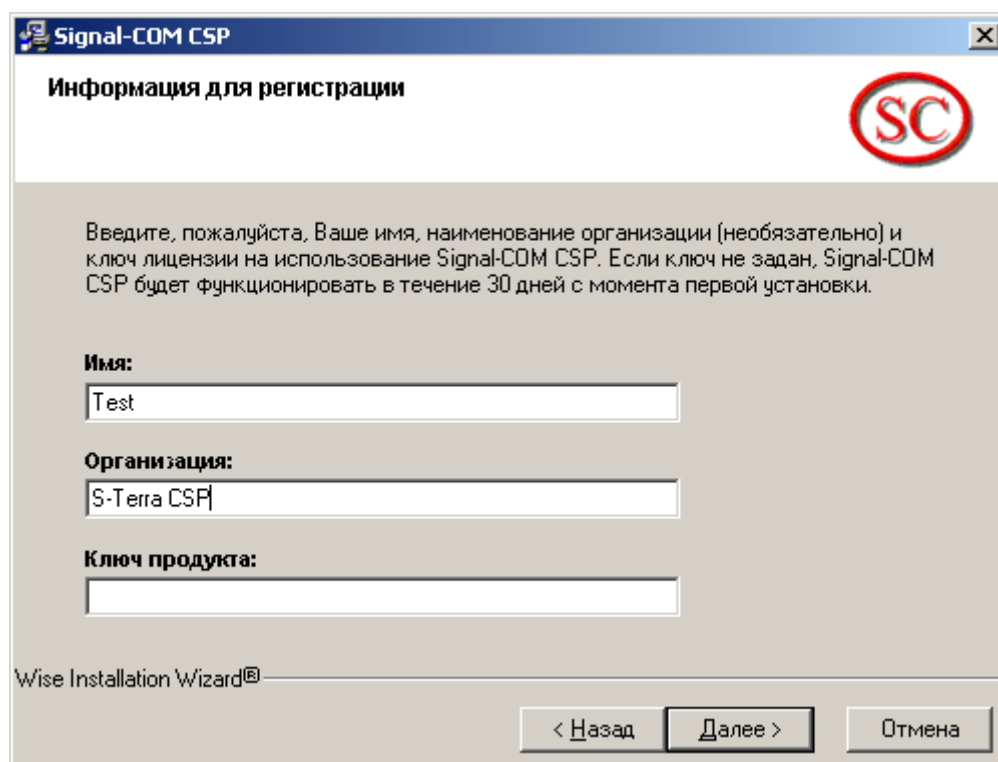 Signal-COM CSP
Информация для регистрации
SC
Введите, пожалуйста, Ваше имя, наименование организации (необязательно) и
ключ лицензии на использование Signal-COM CSP. Если ключ не задан, Signal-COM
CSP будет функционировать в течение 30 дней с момента первой установки.
Имя:
Test
Организация:
S-Terra CSP
Ключ продукта:
Wise Installation Wizard®
< Назад
Далее >
Отмена